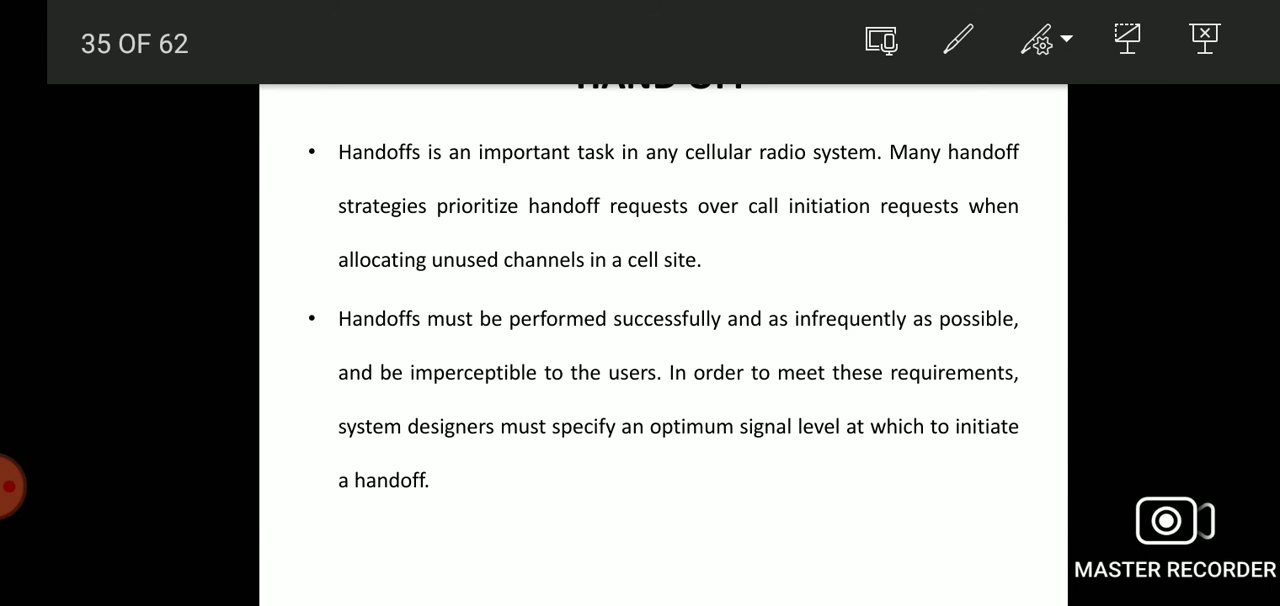 35 OF 62
HAND OFF
• Handoffs is an important task in any cellular radio system. Many handoff
strategies prioritize handoff requests over call initiation requests when
allocating unused channels in a cell site.
• Handoffs must be performed successfully and as infrequently as possible,
and be imperceptible to the users. In order to meet these requirements,
system designers must specify an optimum signal level at which to initiate
a handoff.
MASTER RECORDER